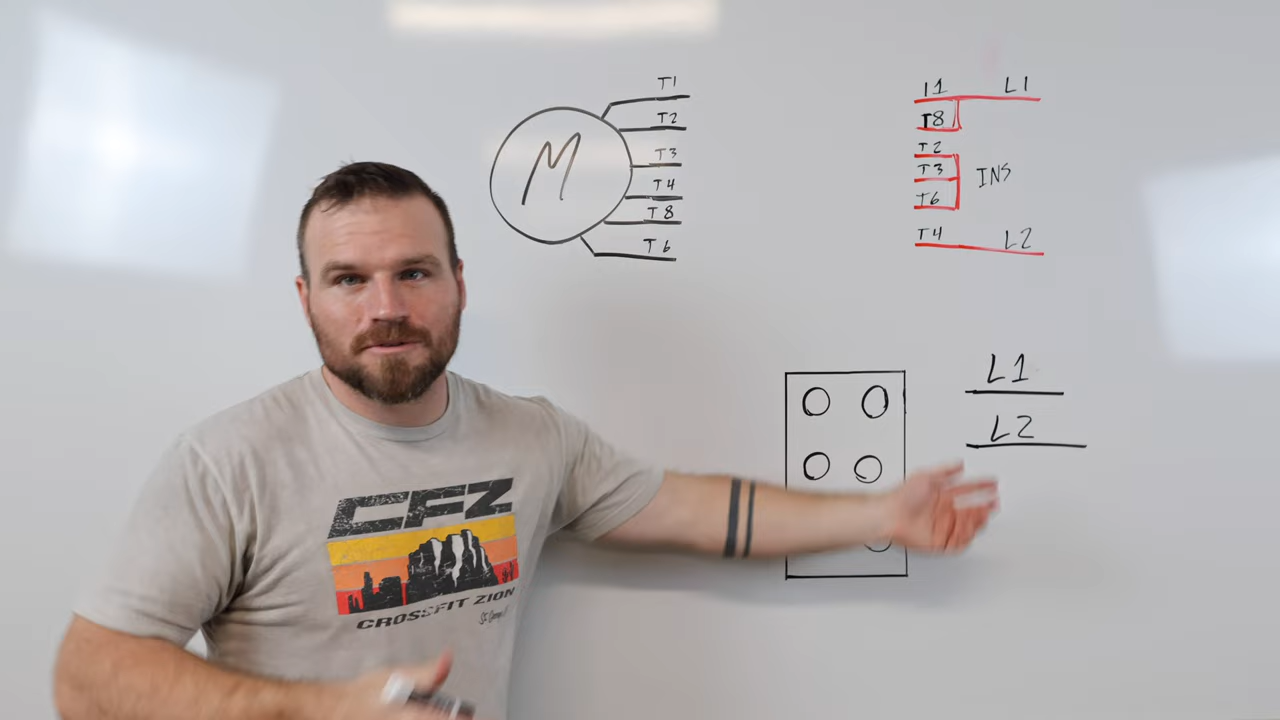 T1
T2
T3
T4
T8
T6
M
I1 L1
T8
T2
T3
T6
INS
T4 L2
L1
L2
CFZ
CROSSFIT ZION